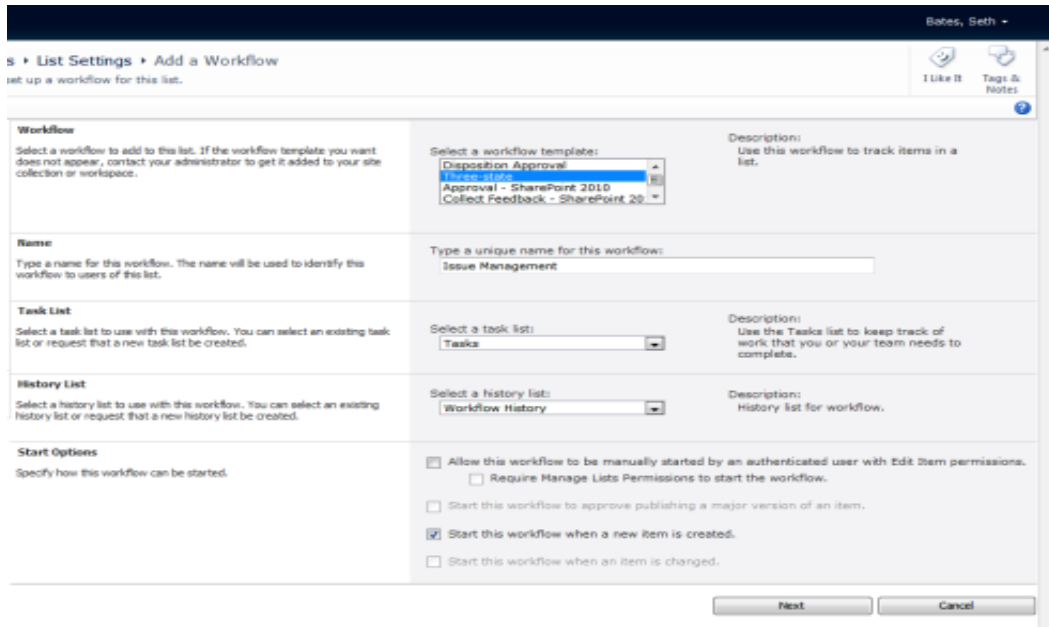 Bates, Seth
s › List Settings › Add a Workflow
set up a workflow for this list.
I Like It
Tags &
Notes
Workflow
Select a workflow to add to this list. If the workflow template you want
does not appear, contact your administrator to get it added to your site
collection or workspace.
Select a workflow template:
Disposition Approval
Three-state
Approval - SharePoint 2010
Collect Feedback - SharePoint 20
Description:
Use this workflow to track items in a
list.
Name
Type a name for this workflow. The name will be used to identify this
workflow to users of this list.
Type a unique name for this workflow:
Issue Management
Task List
Select a task list to use with this workflow. You can select an existing task
list or request that a new task list be created.
Select a task list:
Tasks
Description:
Use the Tasks list to keep track of
work that you or your team needs to
complete.
History List
Select a history list to use with this workflow. You can select an existing
history list or request that a new history list be created.
Select a history list:
Workflow History
Description:
History list for workflow.
Start Options
Specify how this workflow can be started.
Allow this workflow to be manually started by an authenticated user with Edit Item permissions.
Require Manage Lists Permissions to start the workflow.
Start this workflow to approve publishing a major version of an item.
Start this workflow when a new item is created.
Start this workflow when an item is changed.
Next
Cancel